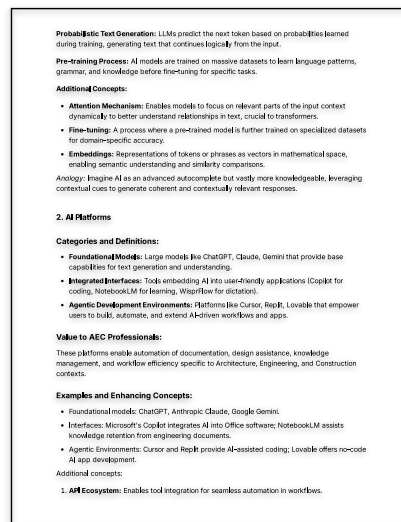 Probabilistic Text Generation: LLMs predict the next token based on probabilities learned
during training, generating text that continues logically from the input.
Pre-training Process: AI models are trained on massive datasets to learn language patterns,
grammar, and knowledge before fine-tuning for specific tasks.
Additional Concepts:
• Attention Mechanism: Enables models to focus on relevant parts of the input context
dynamically to better understand relationships in text, crucial to transformers.
• Fine-tuning: A process where a pre-trained model is further trained on specialized datasets
for domain-specific accuracy.
• Embeddings: Representations of tokens or phrases as vectors in mathematical space,
enabling semantic understanding and similarity comparisons.
Analogy: Imagine AI as an advanced autocomplete but vastly more knowledgeable, leveraging
contextual cues to generate coherent and contextually relevant responses.
2. AI Platforms
Categories and Definitions:
• Foundational Models: Large models like ChatGPT, Claude, Gemini that provide base
capabilities for text generation and understanding.
• Integrated Interfaces: Tools embedding AI into user-friendly applications (Copilot for
coding, NotebookLM for learning, WisprFlow for dictation).
• Agentic Development Environments: Platforms like Cursor, Replit, Lovable that empower
users to build, automate, and extend AI-driven workflows and apps.
Value to AEC Professionals:
These platforms enable automation of documentation, design assistance, knowledge
management, and workflow efficiency specific to Architecture, Engineering, and Construction
contexts.
Examples and Enhancing Concepts:
• Foundational models: ChatGPT, Anthropic Claude, Google Gemini.
• Interfaces: Microsoft's Copilot integrates AI into Office software; NotebookLM assists
knowledge retention from engineering documents.
• Agentic Environments: Cursor and Replit provide AI-assisted coding; Lovable offers no-code
AI app development.
Additional concepts:
1. API Ecosystem: Enables tool integration for seamless automation in workflows.